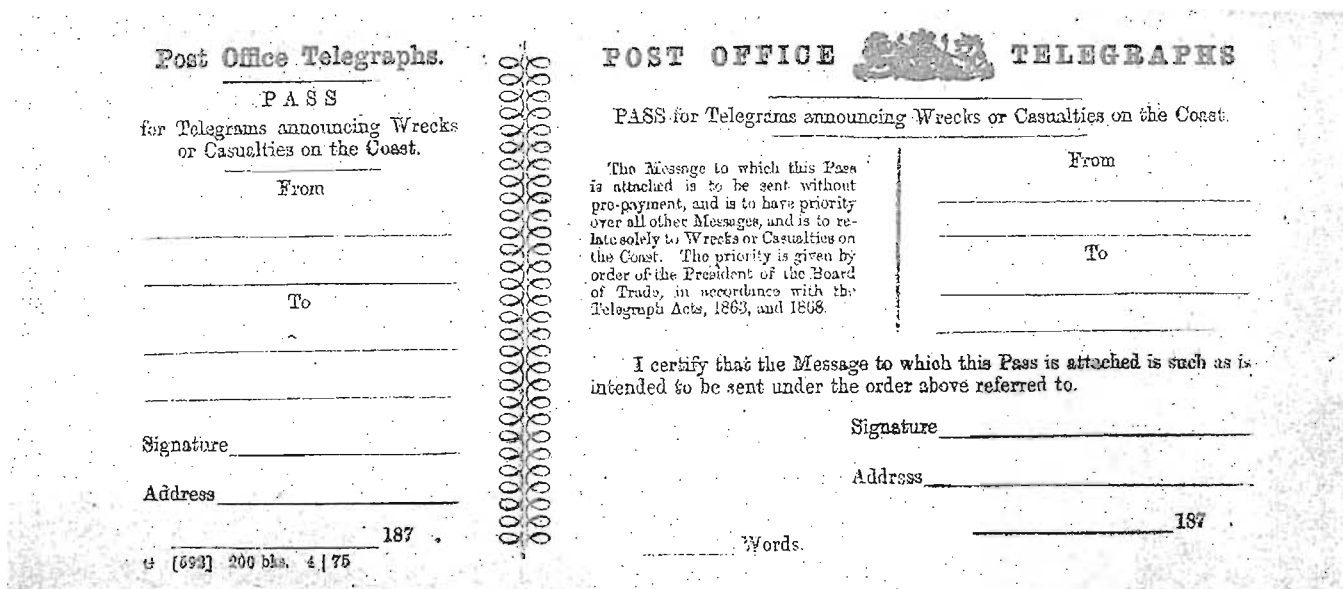 Post Office Telegraphs.
PASS
for Telegrams announcing Wrecks
or Casualties on the Coast.
From
To
Signature
Address
187 .
[593] 200 bks. 4 | 75
POST OFFICE TELEGRAPHS
PASS for Telegrams announcing Wrecks or Casualties on the Coast.
The Message to which this Pass
is attached is to be sent without
pre-payment, and is to have priority
over all other Messages, and is to re-
late solely to Wrecks or Casualties on
the Coast. The priority is given by
order of the President of the Board
of Trade, in accordance with the
Telegraph Acts, 1863, and 1868.
From
To
I certify that the Message to which this Pass is attached is such as is
intended to be sent under the order above referred to.
Signature
Address
187 .
Words.